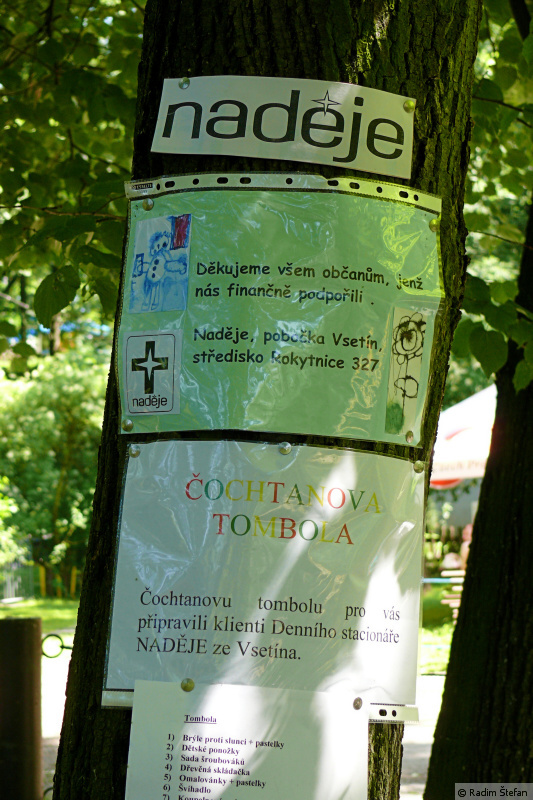 naděje
Děkujeme všem občanům, jenž
nás finančně podpořili .
Naděje, pobočka Vsetín,
středisko Rokytnice 327
naděje
ČOCHTANOVA
TOMBOLA
Čochtanovu tombolu pro vás
připravili klienti Denního stacionáře
NADĚJE ze Vsetína.
Tombola
1) Brýle proti slunci + pastelky
2) Dětské ponožky
3) Sada šroubováků
4) Dřevěná skládačka
5) Omalovánky + pastelky
6) Švihadlo
7)
© Radim Štefan